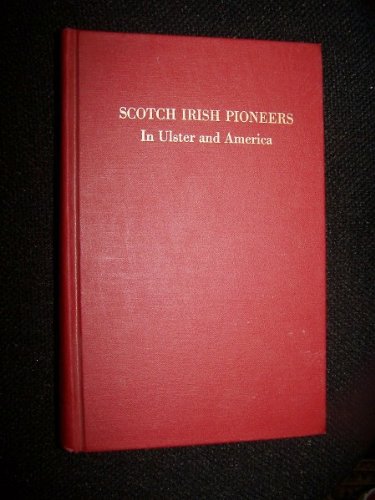 SCOTCH IRISH PIONEERS
In Ulster and America